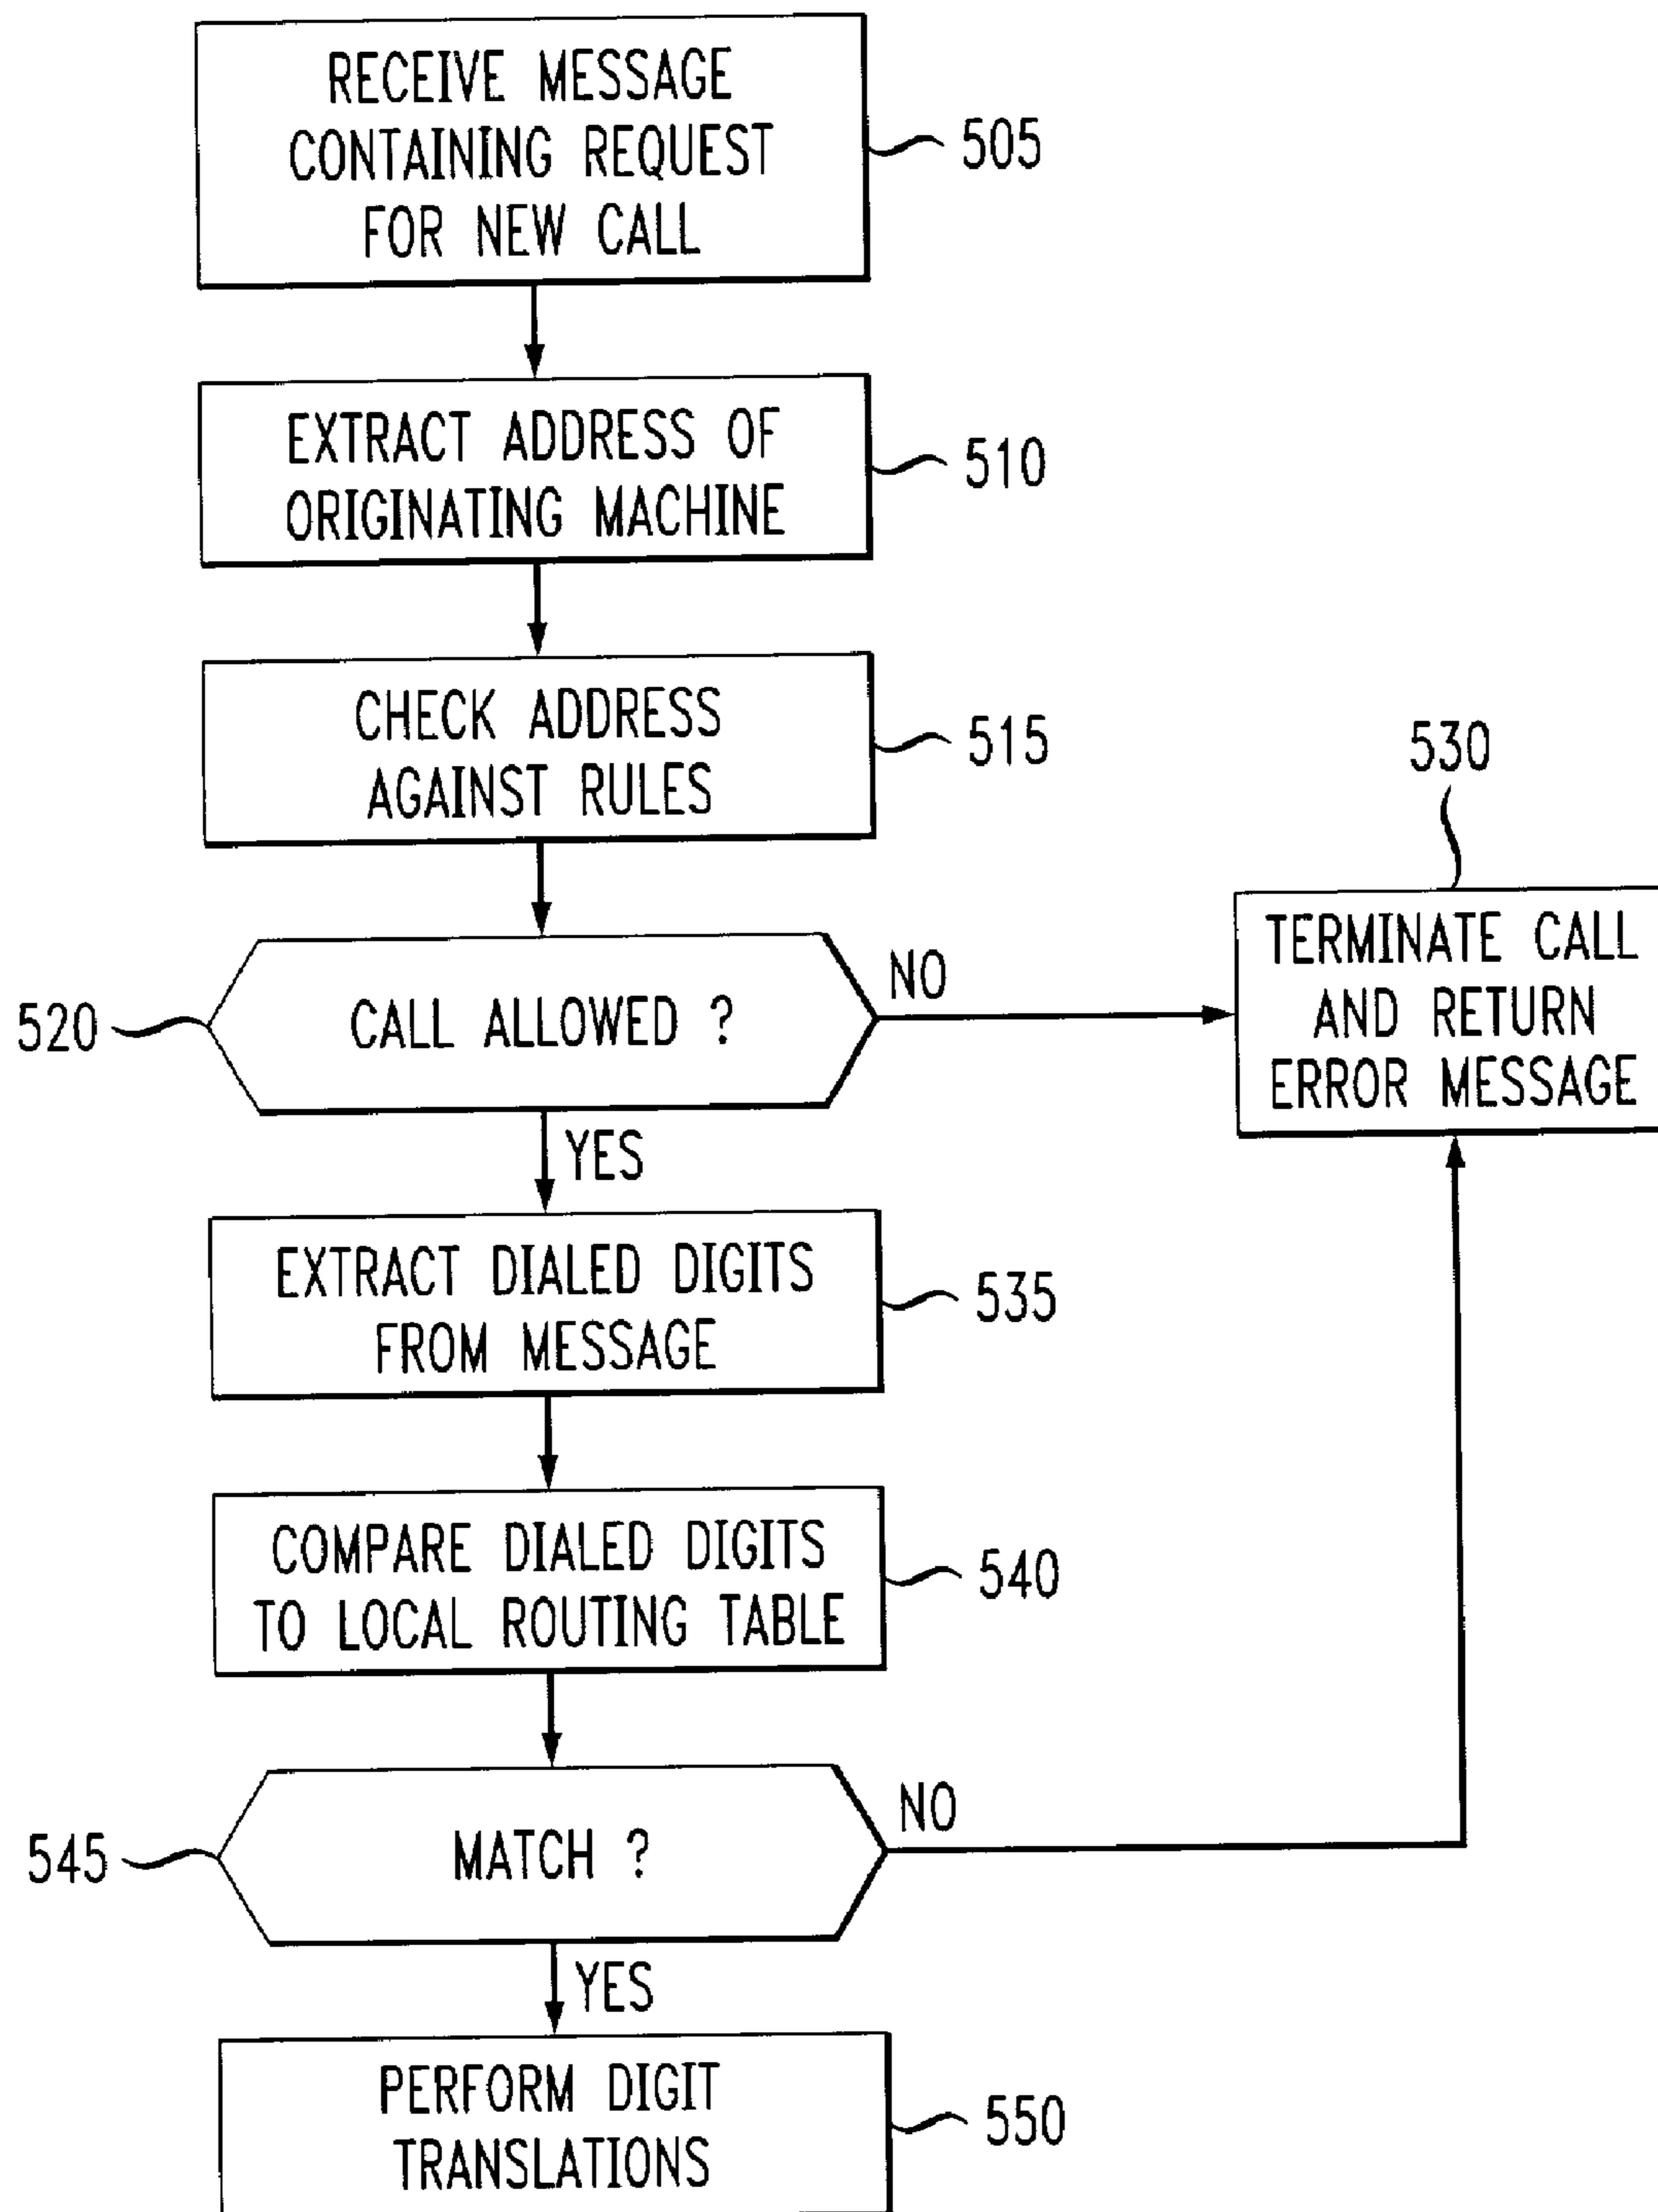 RECEIVE MESSAGE
CONTAINING REQUEST
FOR NEW CALL
505
EXTRACT ADDRESS OF
ORIGINATING MACHINE
510
CHECK ADDRESS
AGAINST RULES
515
530
TERMINATE CALL
AND RETURN
ERROR MESSAGE
520
CALL ALLOWED ?
NO
YES
EXTRACT DIALED DIGITS
FROM MESSAGE
535
COMPARE DIALED DIGITS
TO LOCAL ROUTING TABLE
540
545
MATCH ?
NO
YES
PERFORM DIGIT
TRANSLATIONS
550